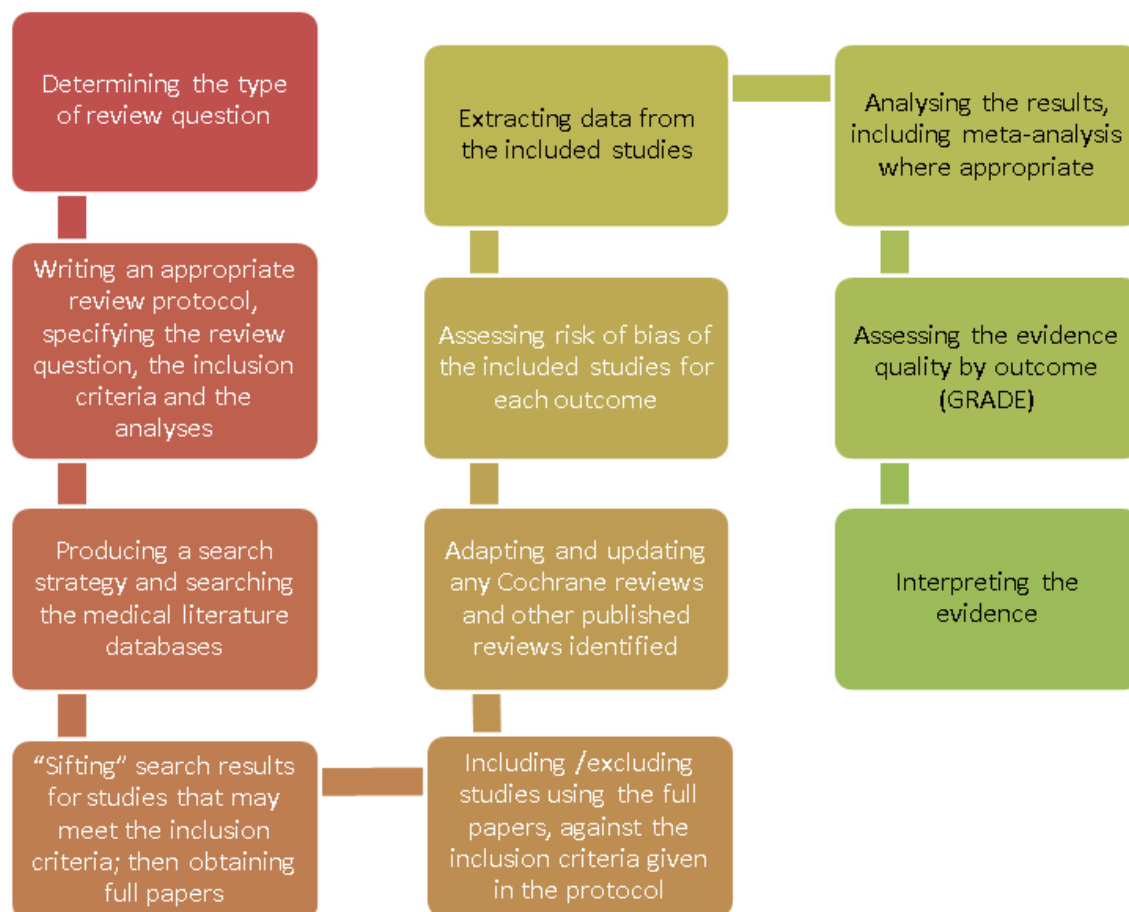 Determining the type
of review question
Writing an appropriate
review protocol,
specifying the review
question, the inclusion
criteria and the
analyses
Producing a search
strategy and searching
the medical literature
databases
“Sifting” search results
for studies that may
meet the inclusion
criteria; then obtaining
full papers
Including /excluding
studies using the full
papers, against the
inclusion criteria given
in the protocol
Adapting and updating
any Cochrane reviews
and other published
reviews identified
Assessing risk of bias of
the included studies for
each outcome
Extracting data from
the included studies
Analysing the results,
including meta-analysis
where appropriate
Assessing the evidence
quality by outcome
(GRADE)
Interpreting the
evidence